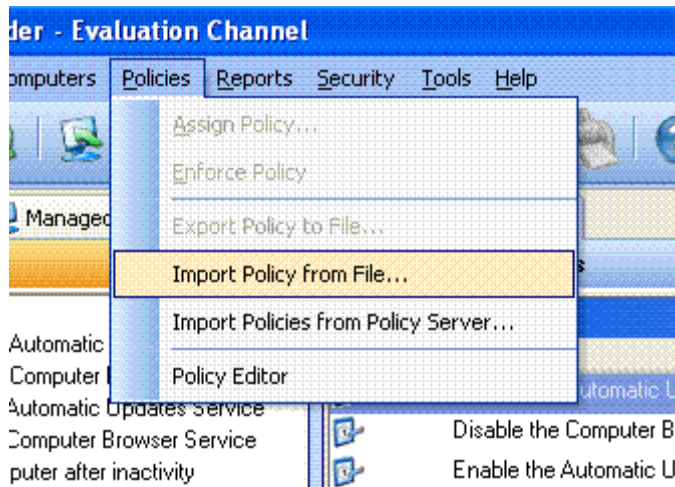 der - Evaluation Channel
omputers Policies Reports Security Tools Help
Assign Policy...
Enforce Policy
Managed
Export Policy to File...
s
Import Policy from File...
Import Policies from Policy Server...
Automatic
Computer
Policy Editor
utomatic U
Automatic Updates Service
Computer Browser Service
Disable the Computer B
puter after inactivity
Enable the Automatic U